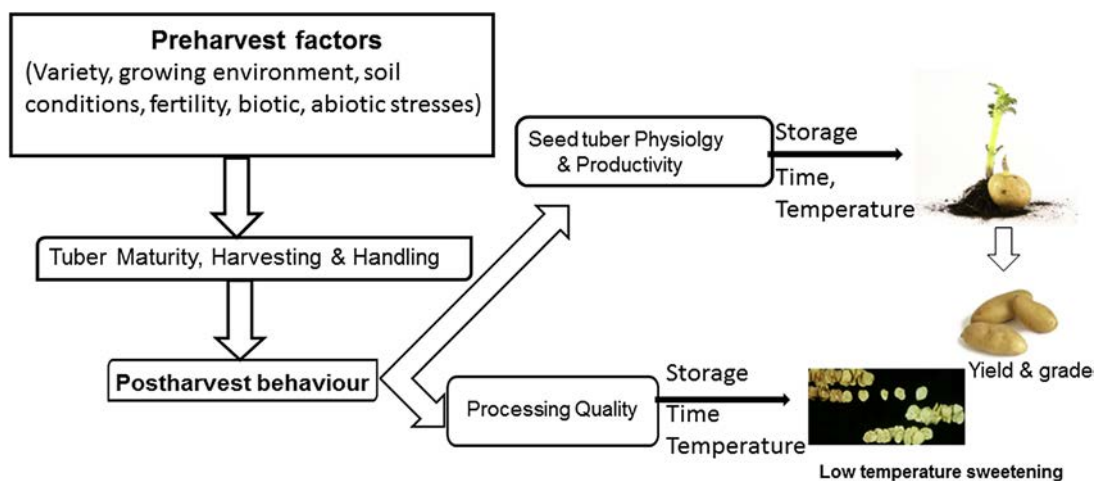 Preharvest factors
(Variety, growing environment, soil
conditions, fertility, biotic, abiotic stresses)
Tuber Maturity, Harvesting & Handling
Postharvest behaviour
Seed tuber Physiolgy
& Productivity
Storage
Time,
Temperature
Yield & grade
Processing Quality
Storage
Time
Temperature
Low temperature sweetening